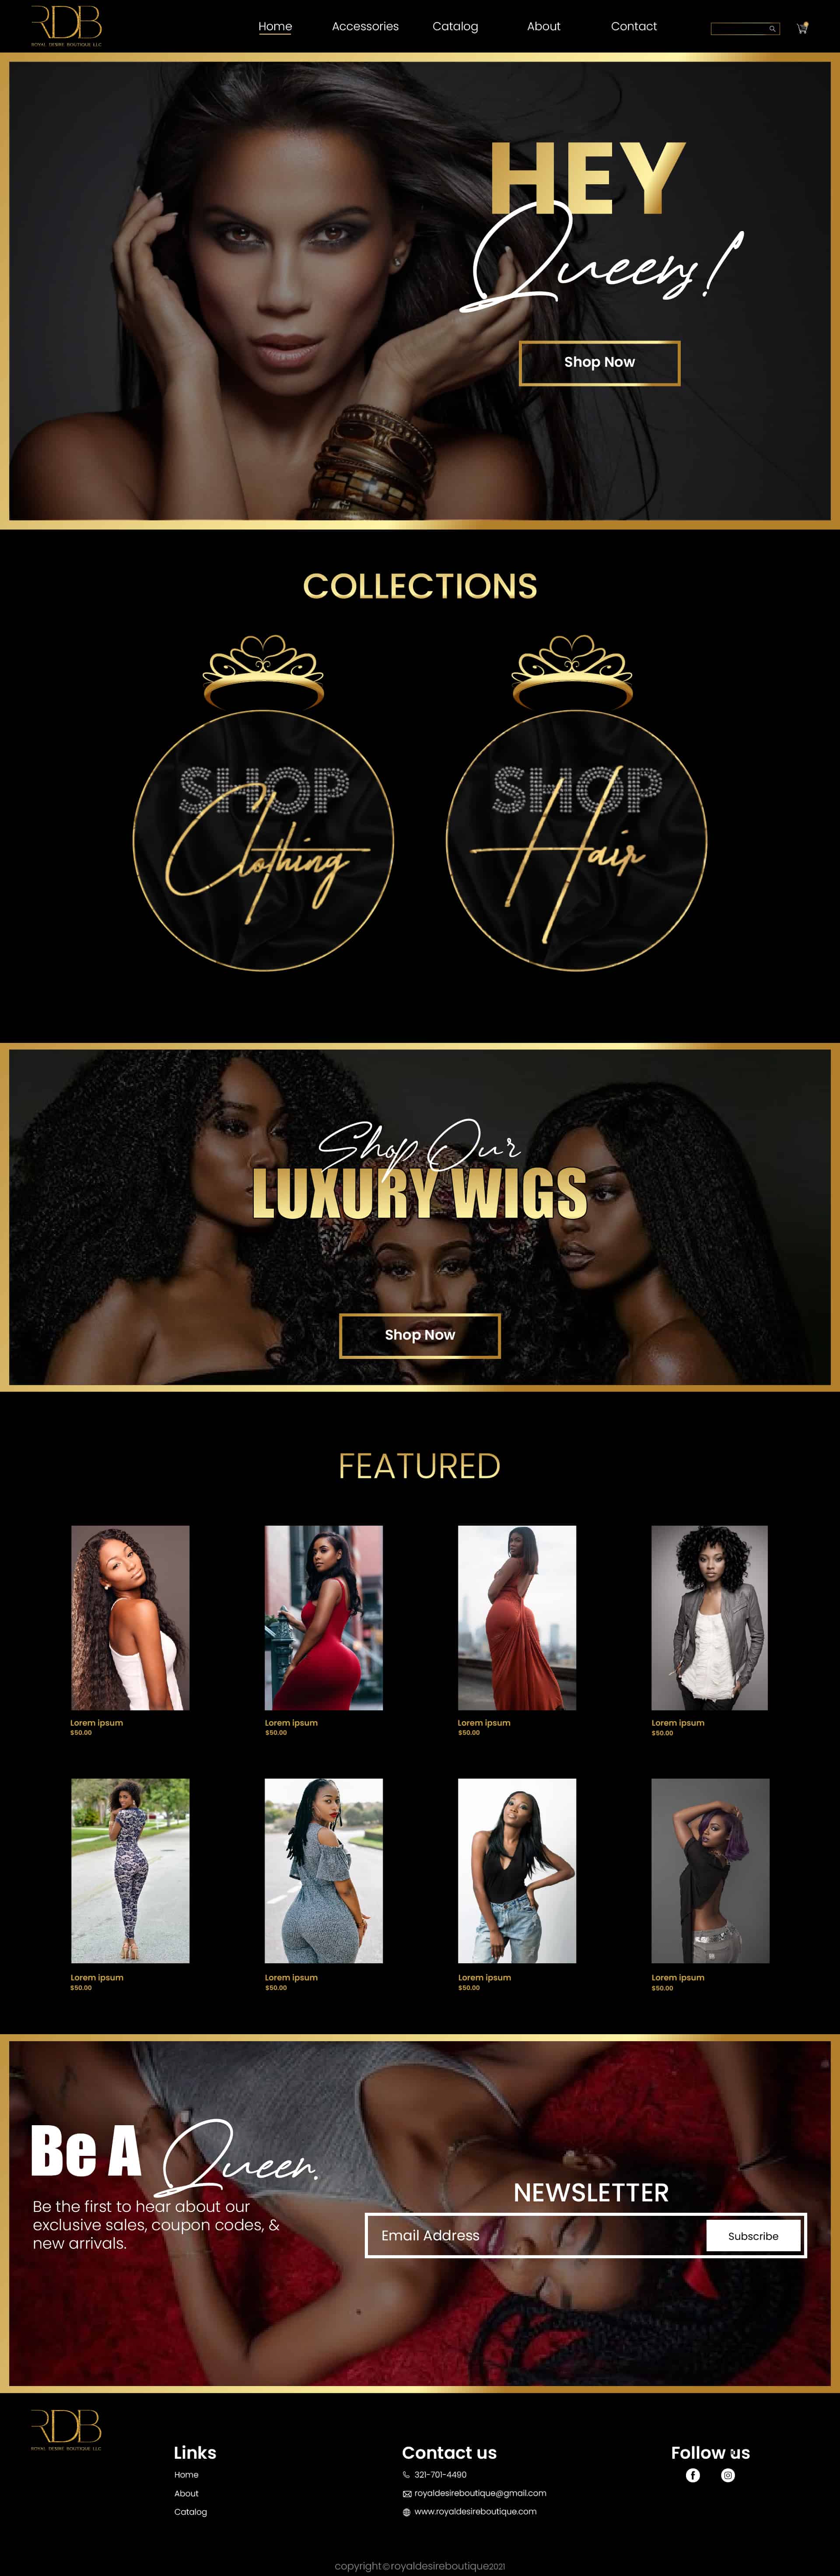 RDB
ROYAL DESIRE BOUTIQUE LLC
Home Accessories Catalog About Contact
HEY
Queens!
Shop Now
COLLECTIONS
SHOP
Clothing
SHOP
Hair
Shop Our
LUXURY WIGS
Shop Now
FEATURED
Lorem ipsum
$50.00
Lorem ipsum
$50.00
Lorem ipsum
$50.00
Lorem ipsum
$50.00
Lorem ipsum
$50.00
Lorem ipsum
$50.00
Lorem ipsum
$50.00
Lorem ipsum
$50.00
Be A Queen.
Be the first to hear about our
exclusive sales, coupon codes, &
new arrivals.
NEWSLETTER
Email Address Subscribe
RDB
ROYAL DESIRE BOUTIQUE LLC
Links
Home
About
Catalog
Contact us
321-701-4490
royaldesireboutique@gmail.com
www.royaldesireboutique.com
Follow us
copyright©royaldesireboutique2021